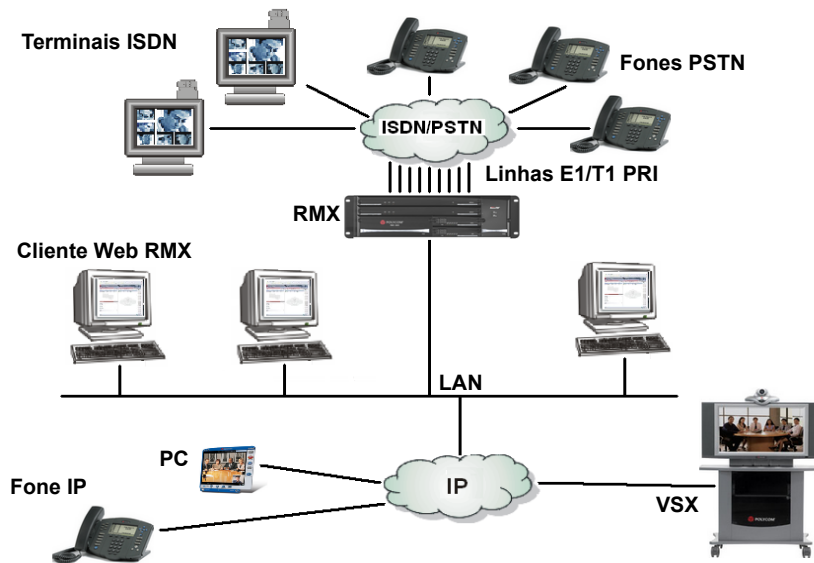 Terminais ISDN
Fones PSTN
ISDN/PSTN
Linhas E1/T1 PRI
RMX
Cliente Web RMX
LAN
PC
IP
Fone IP
VSX
POLYCOM